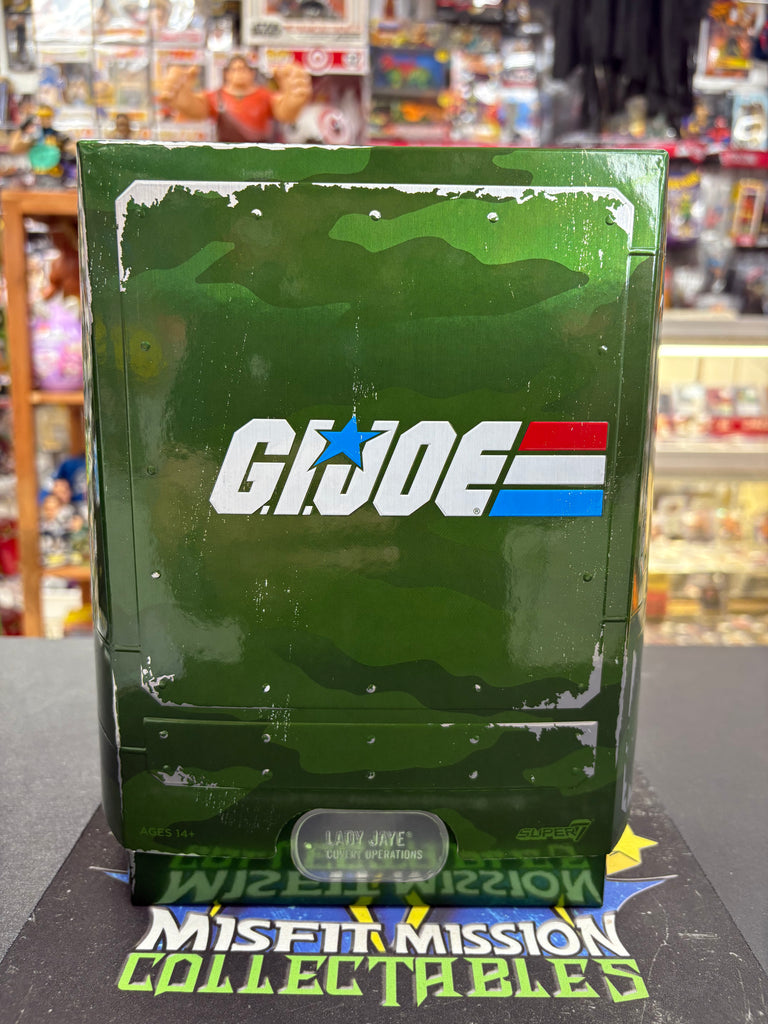 G.I.JOE®
AGES 14+
SUPER7
LADY JAYE®
COVERT OPERATIONS
MISFIT MISSION
COLLECTABLES